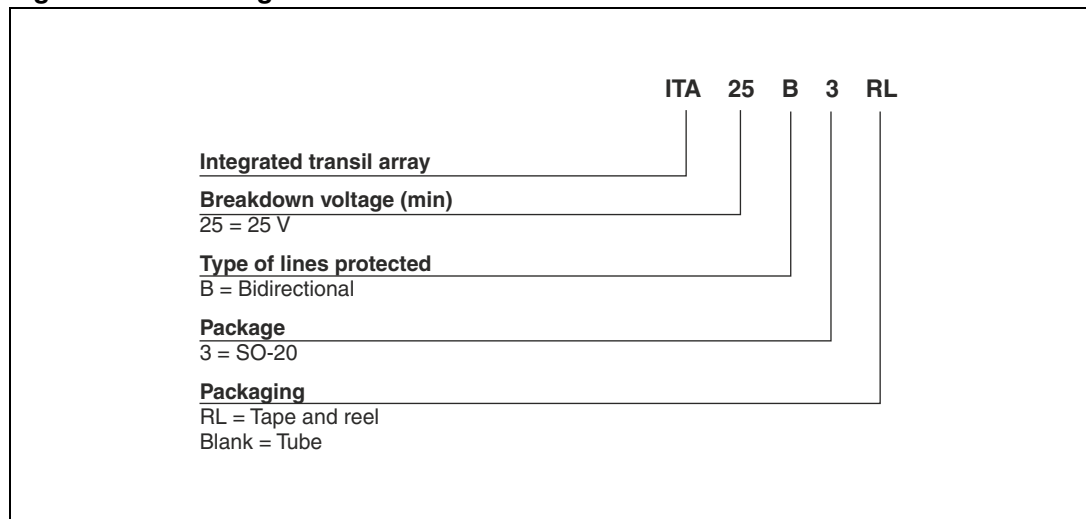 ITA 25 B 3 RL
Integrated transil array
Breakdown voltage (min)
25 = 25 V
Type of lines protected
B = Bidirectional
Package
3 = SO-20
Packaging
RL = Tape and reel
Blank = Tube